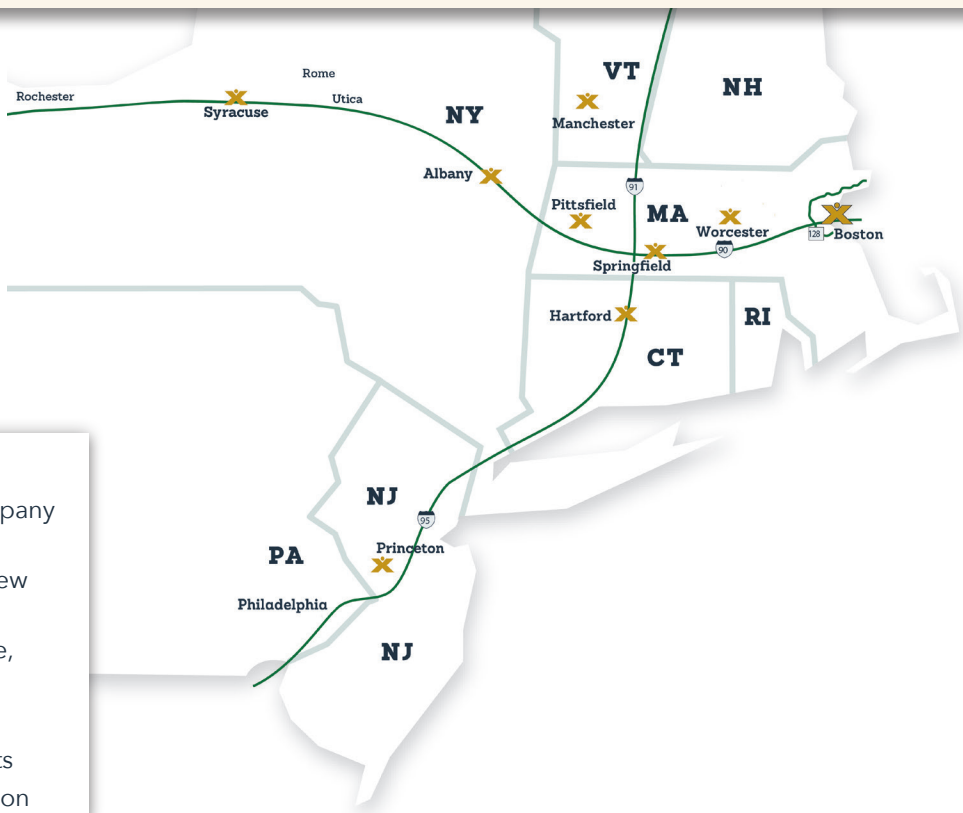 VT
NH
Rome
Rochester
Utica
Syracuse
NY
Manchester
Albany
91
Pittsfield
MA
Worcester
128
Boston
90
Springfield
Hartford
RI
CT
NJ
95
Princeton
PA
Philadelphia
NJ
pany
ew
e,
ts
on